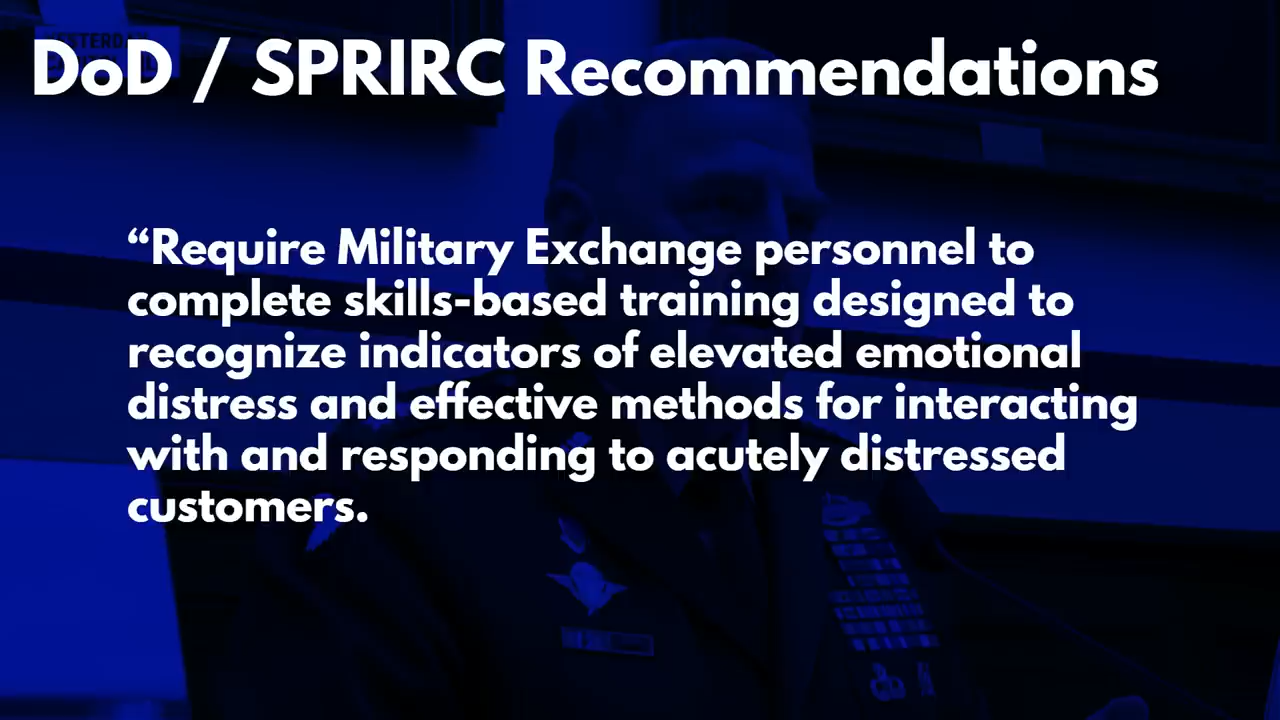 DoD / SPRIRC Recommendations
“Require Military Exchange personnel to
complete skills-based training designed to
recognize indicators of elevated emotional
distress and effective methods for interacting
with and responding to acutely distressed
customers.